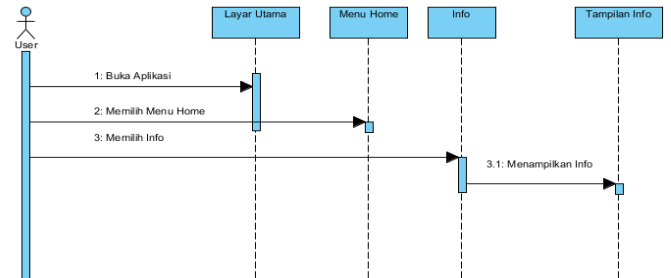 Layar Utama
Menu Home
Info
Tampilan Info
User
1: Buka Aplikasi
2: Memilih Menu Home
3: Memilih Info
3.1: Menampilkan Info